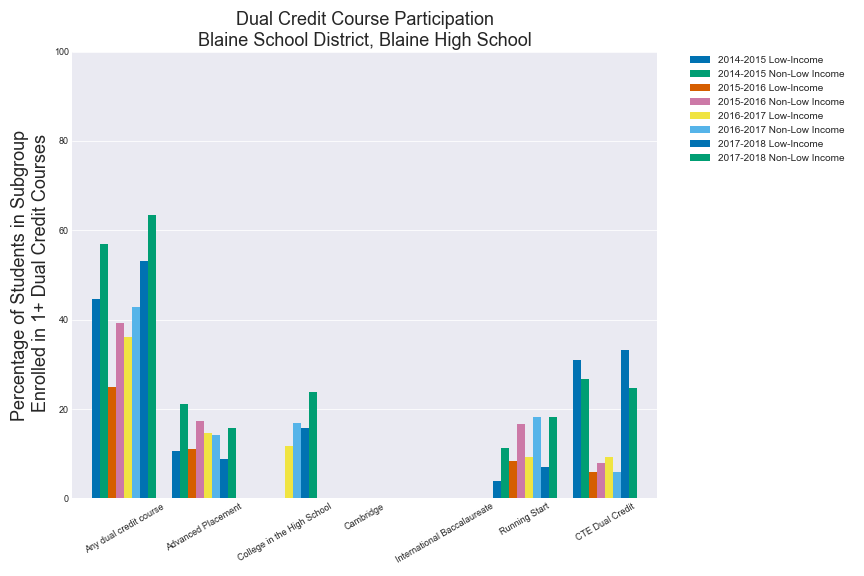 Dual Credit Course Participation
Blaine School District, Blaine High School
Percentage of Students in Subgroup
Enrolled in 1+ Dual Credit Courses
100
80
60
40
20
0
Any dual credit course
Advanced Placement
College in the High School
Cambridge
International Baccalaureate
Running Start
CTE Dual Credit
2014-2015 Low-Income
2014-2015 Non-Low Income
2015-2016 Low-Income
2015-2016 Non-Low Income
2016-2017 Low-Income
2016-2017 Non-Low Income
2017-2018 Low-Income
2017-2018 Non-Low Income